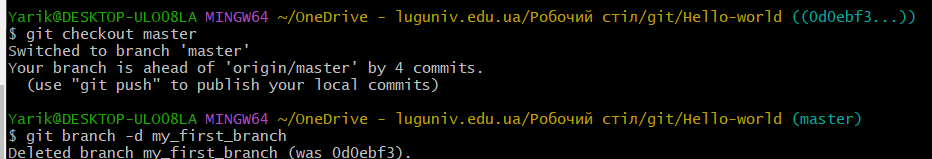 Yarik@DESKTOP-ULOO8LA MINGW64 ~/OneDrive - luguniv.edu.ua/Робочий стіл/git/Hello-world ((0d0ebf3...))
$ git checkout master
Switched to branch 'master'
Your branch is ahead of 'origin/master' by 4 commits.
  (use "git push" to publish your local commits)

Yarik@DESKTOP-ULOO8LA MINGW64 ~/OneDrive - luguniv.edu.ua/Робочий стіл/git/Hello-world (master)
$ git branch -d my_first_branch
Deleted branch my_first_branch (was 0d0ebf3).